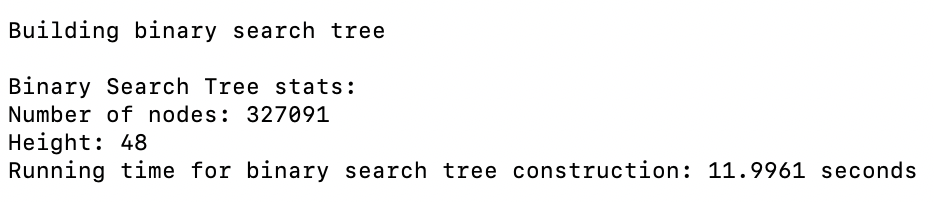 Building binary search tree
Binary Search Tree stats:
Number of nodes: 327091
Height: 48
Running time for binary search tree construction: 11.9961 seconds